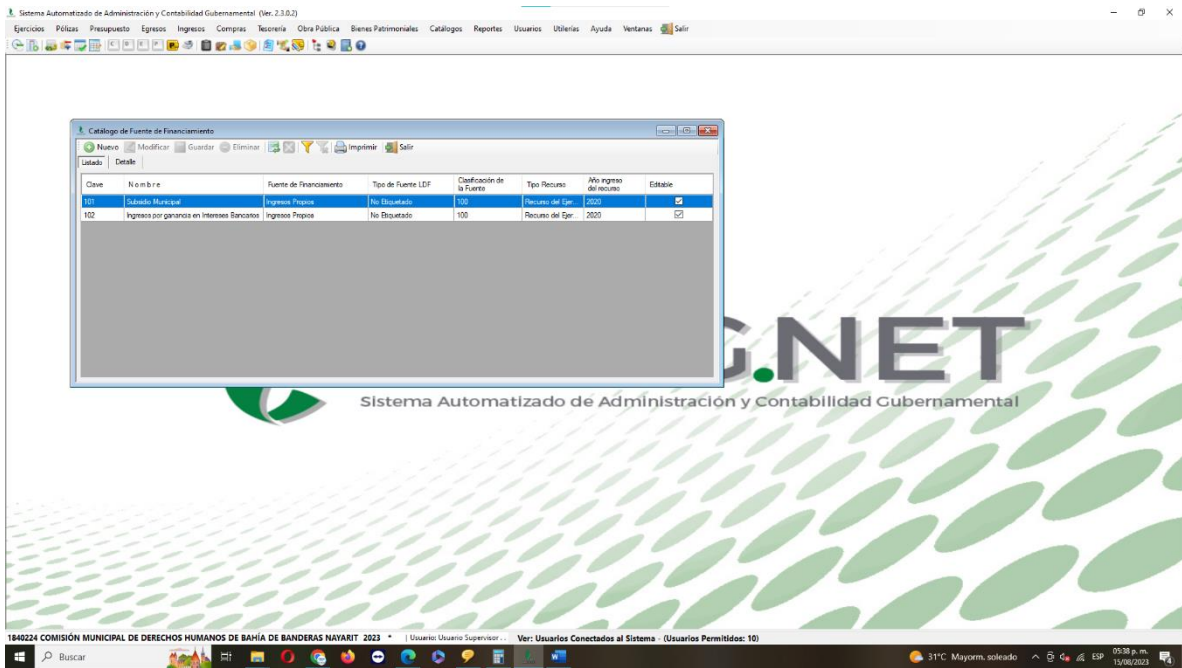 Sistema Automatizado de Administración y Contabilidad Gubernamental (Ver. 2.3.0.2)
Ejercicios Pólizas Presupuesto Egresos Ingresos Compras Tesorería Obra Pública Bienes Patrimoniales Catálogos Reportes Usuarios Utilerías Ayuda Ventanas Salir
Catálogo de Fuente de Financiamiento
Nuevo Modificar Guardar Eliminar Imprimir Salir
Listado Detalle
Clave Nombre Fuente de Financiamiento Tipo de Fuente LDF Clasificación de la Fuente Tipo Recurso Año ingreso del recurso Editable
101 Subsidio Municipal Ingresos Propios No Etiquetado 100 Recurso del Ejer... 2020
102 Ingresos por ganancia en Intereses Bancarios Ingresos Propios No Etiquetado 100 Recurso del Ejer... 2020
.NET
Sistema Automatizado de Administración y Contabilidad Gubernamental
1840224 COMISIÓN MUNICIPAL DE DERECHOS HUMANOS DE BAHÍA DE BANDERAS NAYARIT 2023 * Usuario: Usuario Supervisor . . Ver: Usuarios Conectados al Sistema - (Usuarios Permitidos: 10)
Buscar 31°C Mayorm. soleado ESP 05:38 p. m.
15/08/2023